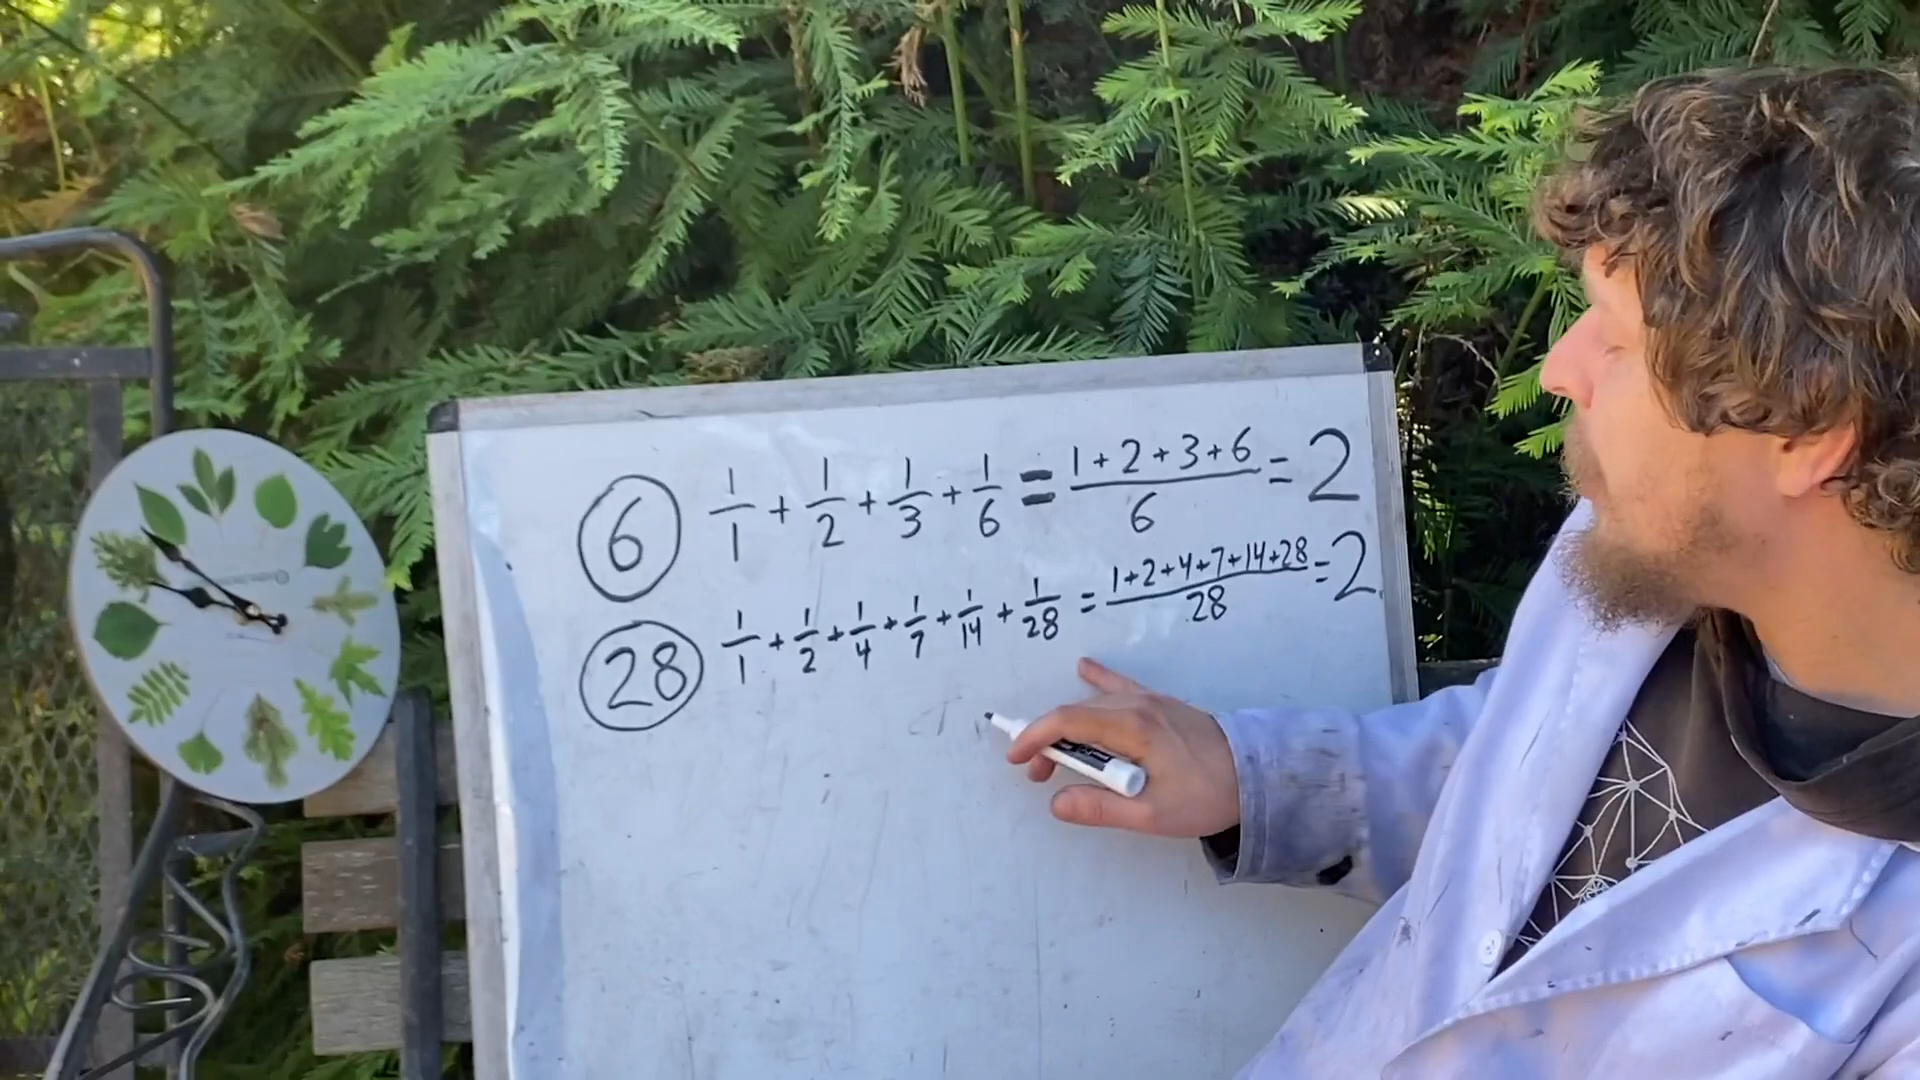 6 1/1 + 1/2 + 1/3 + 1/6 = (1+2+3+6)/6 = 2
28 1/1 + 1/2 + 1/4 + 1/7 + 1/14 + 1/28 = (1+2+4+7+14+28)/28 = 2